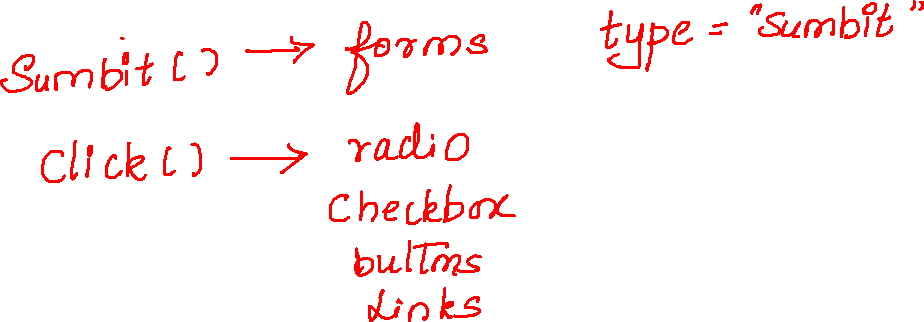 Sumbit() → forms type = "Sumbit"
Click() → radio
Checkbox
buttons
Links